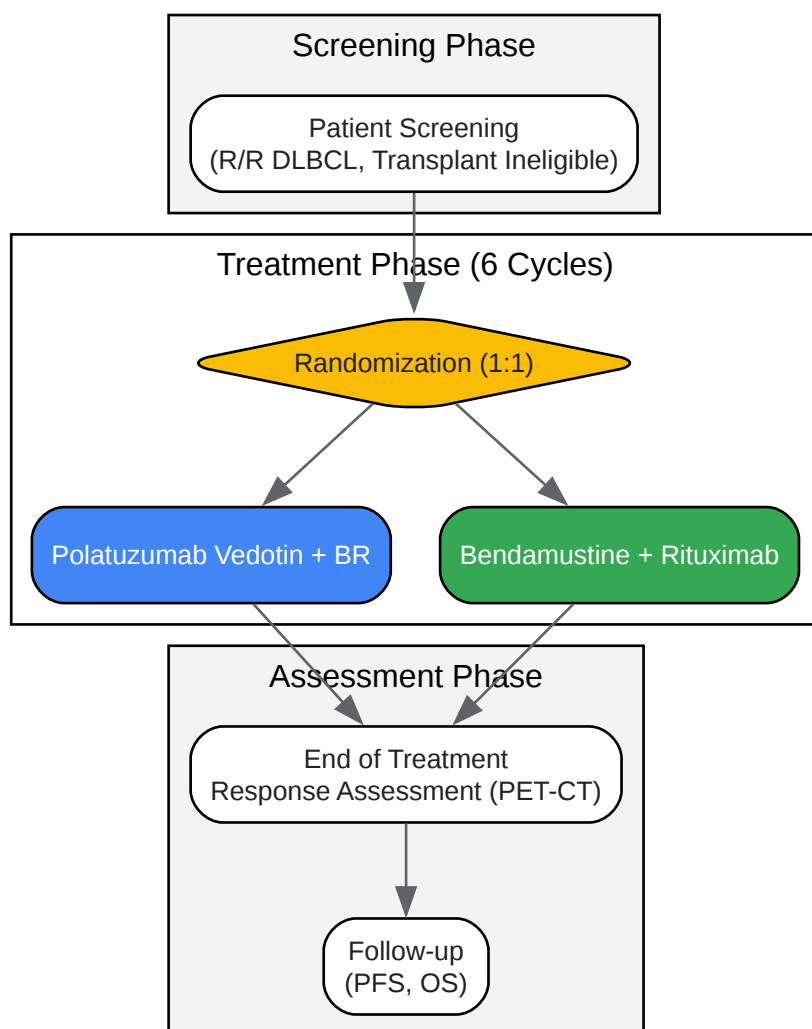 Screening Phase
Patient Screening
(R/R DLBCL, Transplant Ineligible)
Treatment Phase (6 Cycles)
Randomization (1:1)
Polatuzumab Vedotin + BR
Bendamustine + Rituximab
Assessment Phase
End of Treatment
Response Assessment (PET-CT)
Follow-up
(PFS, OS)